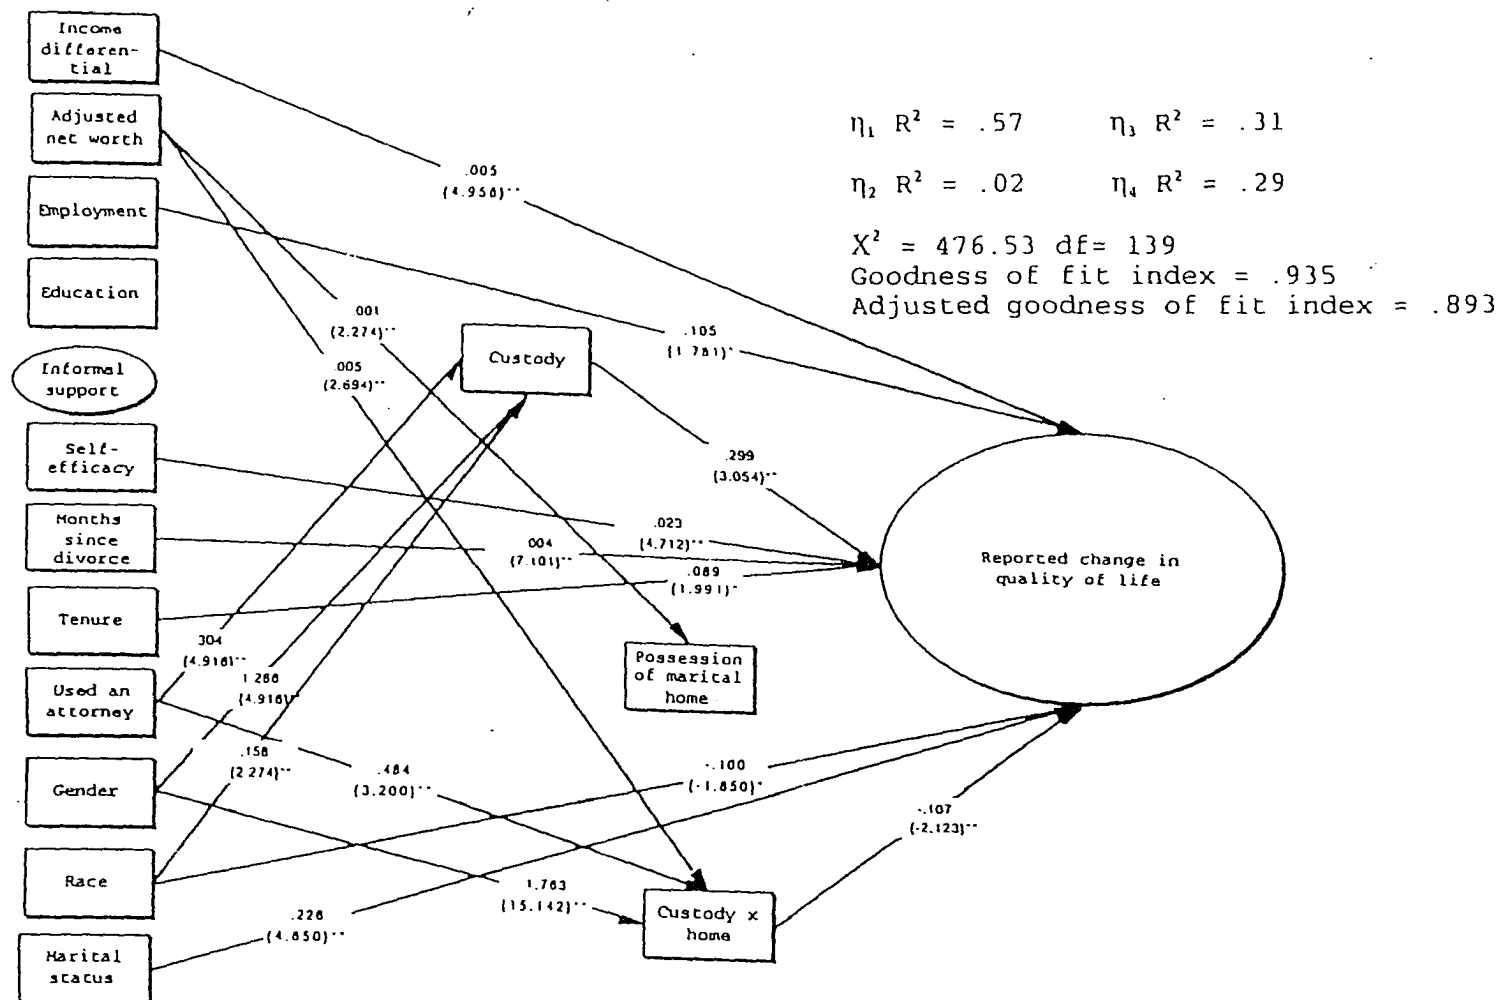 Income
differen-
tial
Adjusted
net worth
Employment
Education
Informal
support
Self-
efficacy
Months
since
divorce
Tenure
Used an
attorney
Gender
Race
Marital
status
η₁ R² = .57 η₃ R² = .31
η₂ R² = .02 η₄ R² = .29
X² = 476.53 df= 139
Goodness of fit index = .935
Adjusted goodness of fit index = .893
.005
(4.956)**
.001
(2.274)**
.005
(2.694)**
.105
(1.781)*
Custody
.299
(3.054)**
.023
(4.712)**
004
(7.101)**
.089
(1.991)*
Reported change in
quality of life
Possession
of marital
home
304
(4.916)**
1.266
(4.916)*
.158
(2.274)**
.484
(3.200)**
-.100
(-1.850)*
-.107
(-2.123)**
1.763
(15.142)**
Custody x
home
.226
(4.850)**